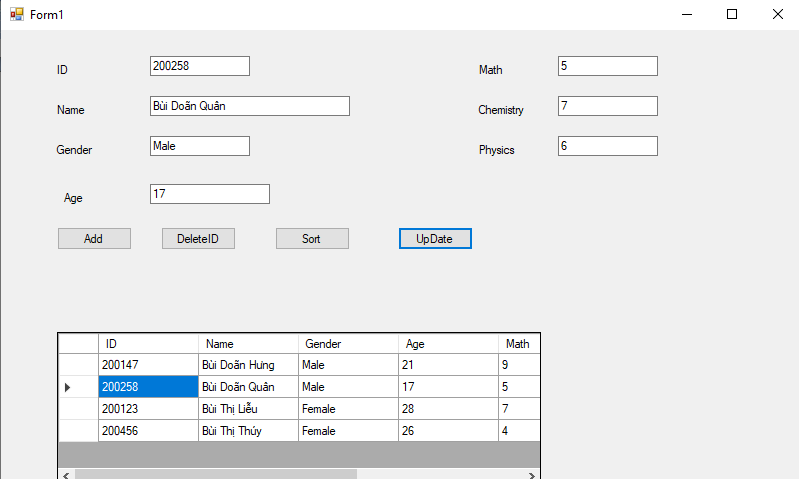 Form1
ID 200258 Math 5
Name Bùi Doãn Quân Chemistry 7
Gender Male Physics 6
Age 17
Add DeleteID Sort UpDate
ID Name Gender Age Math
200147 Bùi Doãn Hưng Male 21 9
200258 Bùi Doãn Quân Male 17 5
200123 Bùi Thị Liễu Female 28 7
200456 Bùi Thị Thúy Female 26 4